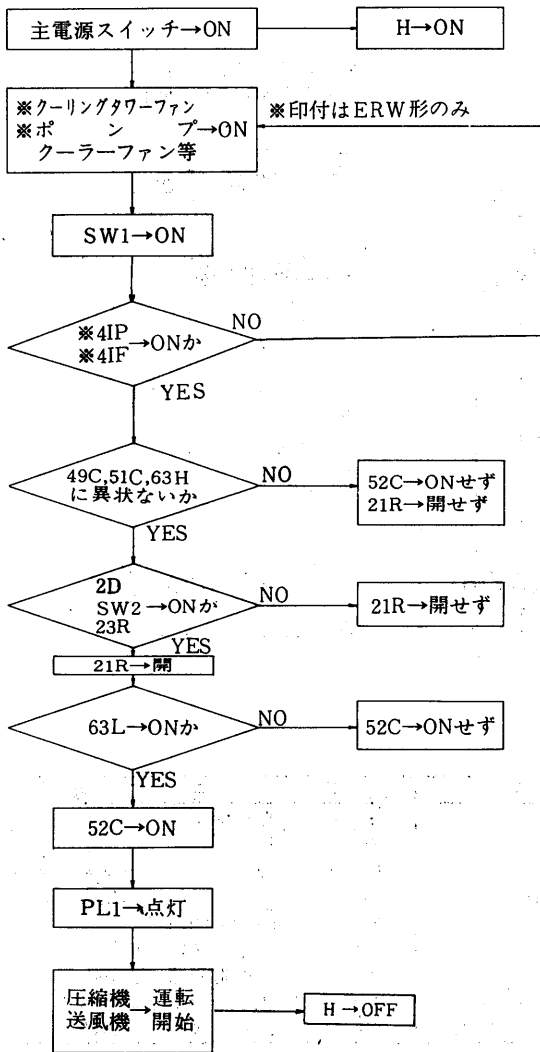 主電源スイッチ→ON
H→ON
※クーリングタワーファン
※ポンプ→ON
クーラーファン等
※印付はERW形のみ
SW1→ON
※4IP
※4IF→ONか
NO
YES
49C,51C,63H
に異状ないか
NO
52C→ONせず
21R→開せず
YES
2D
SW2→ONか
23R
NO
21R→開せず
YES
21R→開
63L→ONか
NO
52C→ONせず
YES
52C→ON
PL1→点灯
圧縮機→運転
送風機 開始
H→OFF